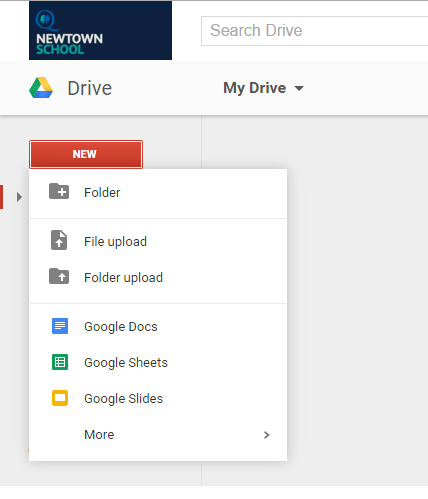 NEWTOWN
SCHOOL
Search Drive
Drive
My Drive
NEW
Folder
File upload
Folder upload
Google Docs
Google Sheets
Google Slides
More